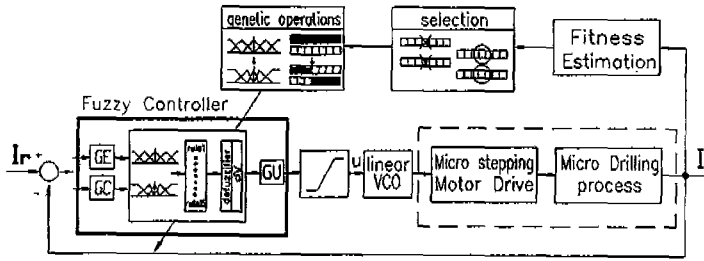 genetic operations
selection
Fitness
Estimation
Fuzzy Controller
Ir
+
-
GE
GC
rule1
defuzzifier
dV
GU
u
linear
VCO
Micro stepping
Motor Drive
Micro Drilling
process
I